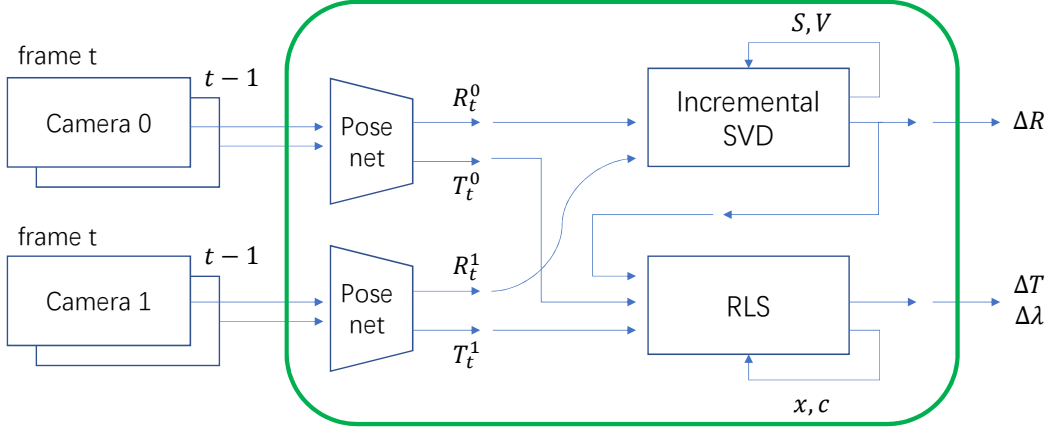 frame t
t − 1
Camera 0
Pose
net
R_t^0
T_t^0
S, V
Incremental
SVD
ΔR
frame t
t − 1
Camera 1
Pose
net
R_t^1
T_t^1
RLS
x, c
ΔT
Δλ